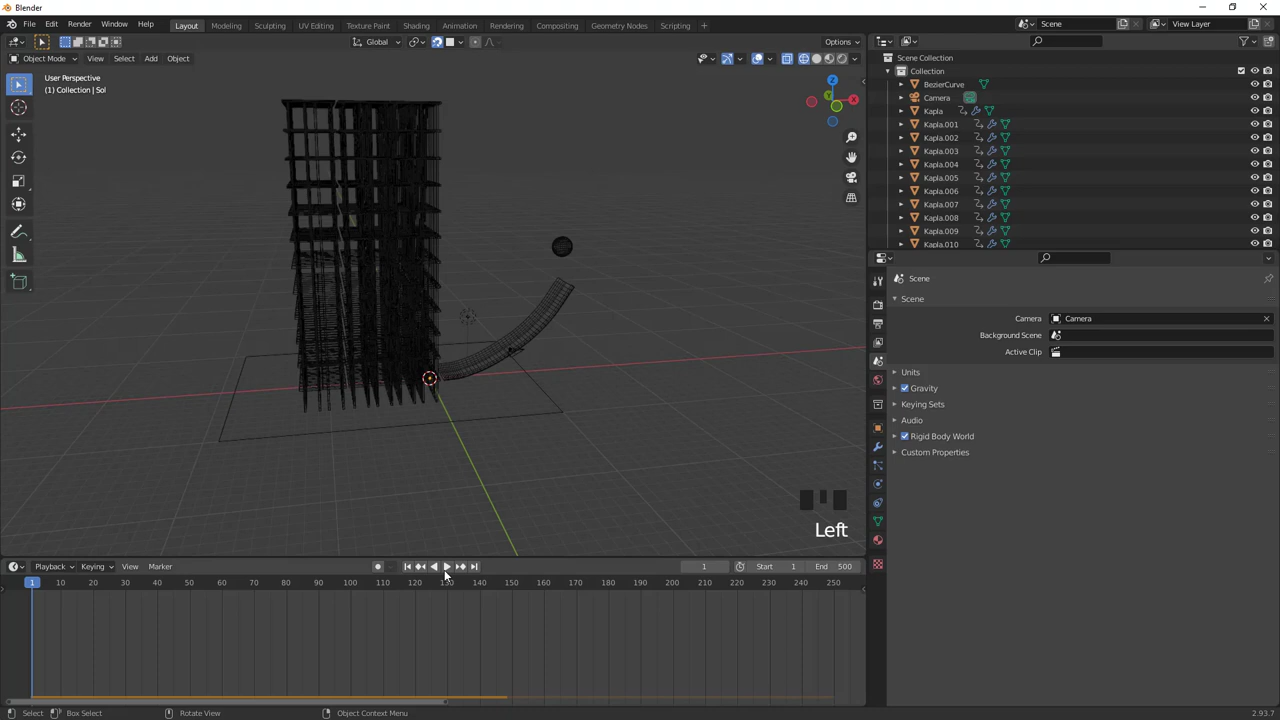 Blender
File Edit Render Window Help Layout Modeling Sculpting UV Editing Texture Paint Shading Animation Rendering Compositing Geometry Nodes Scripting + Scene View Layer
Global Options
Object Mode View Select Add Object
User Perspective
(1) Collection | Sol
Z
Y
X
Scene Collection
Collection
BezierCurve
Camera
Kapla
Kapla.001
Kapla.002
Kapla.003
Kapla.004
Kapla.005
Kapla.006
Kapla.007
Kapla.008
Kapla.009
Kapla.010
Scene
Scene
Camera Camera
Background Scene
Active Clip
Units
Gravity
Keying Sets
Audio
Rigid Body World
Custom Properties
Left
Playback Keying View Marker 1 Start 1 End 500
1 10 20 30 40 50 60 70 80 90 100 110 120 130 140 150 160 170 180 190 200 210 220 230 240 250
Select Box Select Rotate View Object Context Menu 2.93.7